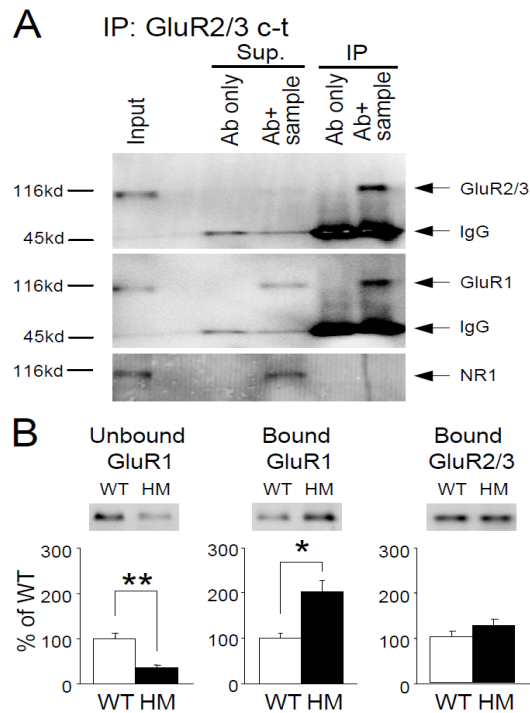 A
IP: GluR2/3 c-t
Sup.
IP
Input
Ab only
Ab+
sample
Ab only
Ab+
sample
116kd
GluR2/3
45kd
IgG
116kd
GluR1
45kd
IgG
116kd
NR1
B
Unbound
GluR1
Bound
GluR1
Bound
GluR2/3
WT HM
WT HM
WT HM
% of WT
300
200
100
0
**
WT HM
300
200
100
0
*
WT HM
300
200
100
0
WT HM